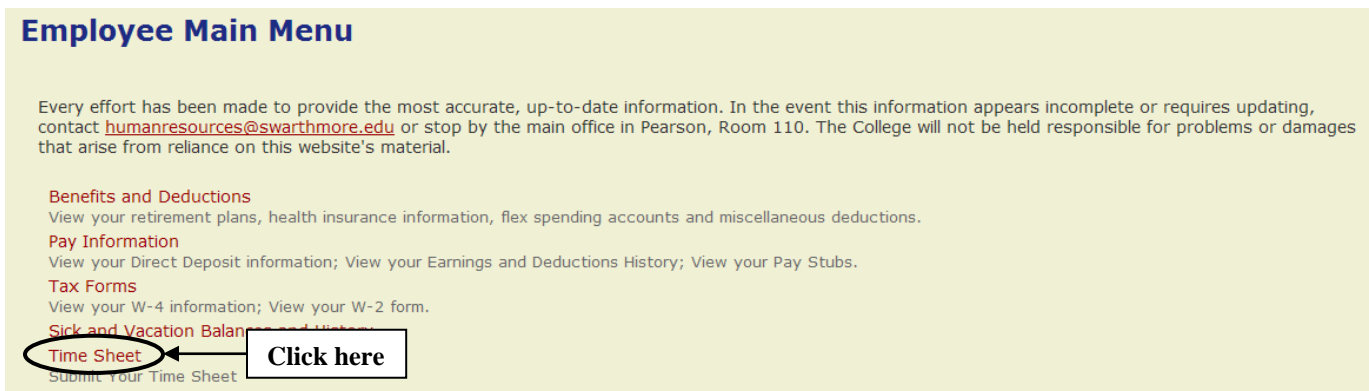 Employee Main Menu
Every effort has been made to provide the most accurate, up-to-date information. In the event this information appears incomplete or requires updating,
contact humanresources@swarthmore.edu or stop by the main office in Pearson, Room 110. The College will not be held responsible for problems or damages
that arise from reliance on this website's material.
Benefits and Deductions
View your retirement plans, health insurance information, flex spending accounts and miscellaneous deductions.
Pay Information
View your Direct Deposit information; View your Earnings and Deductions History; View your Pay Stubs.
Tax Forms
View your W-4 information; View your W-2 form.
Sick and Vacation Balances and History
Time Sheet
Click here
Submit Your Time Sheet